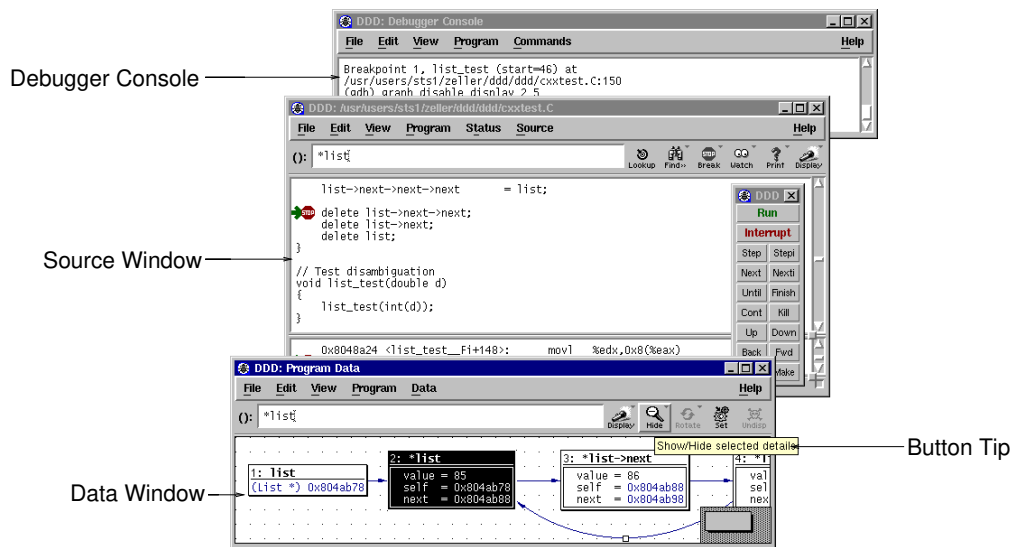 DDD: Debugger Console
File Edit View Program Commands Help
Breakpoint 1, list_test (start=46) at
/usr/users/sts1/zeller/ddd/ddd/cxxtest.C:150
(gdb) graph disable display 2 5
Debugger Console
DDD: /usr/users/sts1/zeller/ddd/ddd/cxxtest.C
File Edit View Program Status Source Help
(): *list
Lookup Find» Break Watch Print Display
list->next->next->next = list;
STOP delete list->next->next;
delete list->next;
delete list;
}
// Test disambiguation
void list_test(double d)
{
list_test(int(d));
}
0x8048a24 <list_test__Fi+148>: movl %edx,0x8(%eax)
Source Window
DDD
Run
Interrupt
Step Stepi
Next Nexti
Until Finish
Cont Kill
Up Down
Back Fwd
Make
DDD: Program Data
File Edit View Program Data Help
(): *list
Display Hide Rotate Set Undisp
Show/Hide selected details
Button Tip
1: list
(List *) 0x804ab78
2: *list
value = 85
self = 0x804ab78
next = 0x804ab88
3: *list->next
value = 86
self = 0x804ab88
next = 0x804ab98
4: *l
val
sel
nex
Data Window